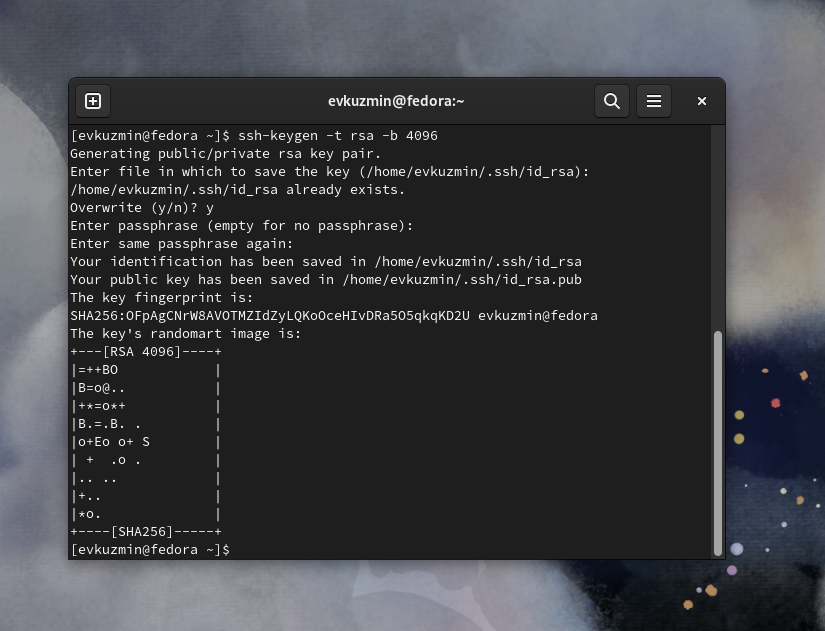 evkuzmin@fedora:~
[evkuzmin@fedora ~]$ ssh-keygen -t rsa -b 4096
Generating public/private rsa key pair.
Enter file in which to save the key (/home/evkuzmin/.ssh/id_rsa):
/home/evkuzmin/.ssh/id_rsa already exists.
Overwrite (y/n)? y
Enter passphrase (empty for no passphrase):
Enter same passphrase again:
Your identification has been saved in /home/evkuzmin/.ssh/id_rsa
Your public key has been saved in /home/evkuzmin/.ssh/id_rsa.pub
The key fingerprint is:
SHA256:OFpAgCNrW8AVOTMZIdZyLQKoOceHIvDRa5O5qkqKD2U evkuzmin@fedora
The key's randomart image is:
+---[RSA 4096]----+
|=++BO            |
|B=o@..           |
|+*=o*+           |
|B.=.B. .         |
|o+Eo o+ S        |
| +  .o .         |
|.. ..            |
|+..              |
|*o.              |
+----[SHA256]-----+
[evkuzmin@fedora ~]$